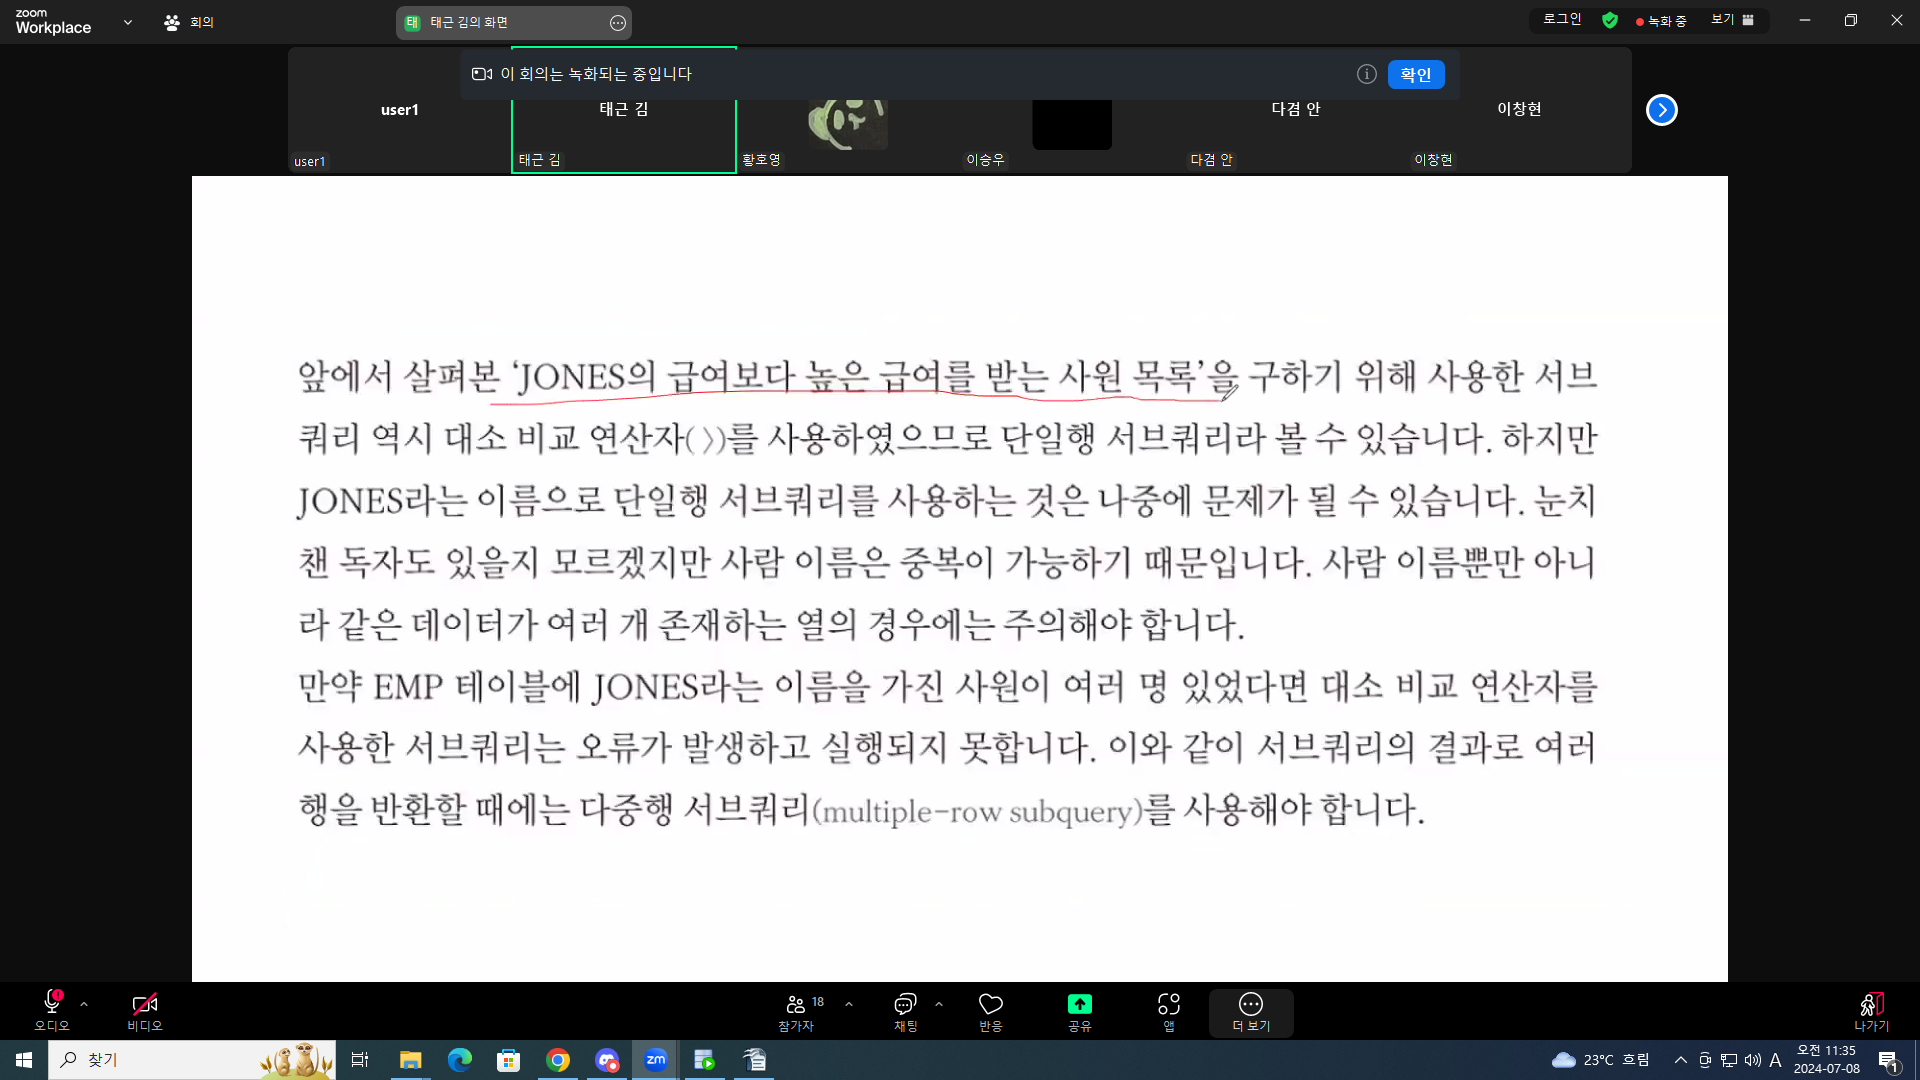 zoom
Workplace
회의
태 태근 김의 화면
로그인
녹화 중
보기
이 회의는 녹화되는 중입니다
확인
user1
태근 김
다겸 안
이창현
user1
태근 김
황호영
이승우
다겸 안
이창현
앞에서 살펴본 ‘JONES의 급여보다 높은 급여를 받는 사원 목록’을 구하기 위해 사용한 서브
쿼리 역시 대소 비교 연산자( 〉)를 사용하였으므로 단일행 서브쿼리라 볼 수 있습니다. 하지만
JONES라는 이름으로 단일행 서브쿼리를 사용하는 것은 나중에 문제가 될 수 있습니다. 눈치
챈 독자도 있을지 모르겠지만 사람 이름은 중복이 가능하기 때문입니다. 사람 이름뿐만 아니
라 같은 데이터가 여러 개 존재하는 열의 경우에는 주의해야 합니다.
만약 EMP 테이블에 JONES라는 이름을 가진 사원이 여러 명 있었다면 대소 비교 연산자를
사용한 서브쿼리는 오류가 발생하고 실행되지 못합니다. 이와 같이 서브쿼리의 결과로 여러
행을 반환할 때에는 다중행 서브쿼리(multiple-row subquery)를 사용해야 합니다.
오디오
비디오
18
참가자
채팅
반응
공유
앱
더 보기
나가기
찾기
zm
23°C 흐림
A
오전 11:35
2024-07-08
1